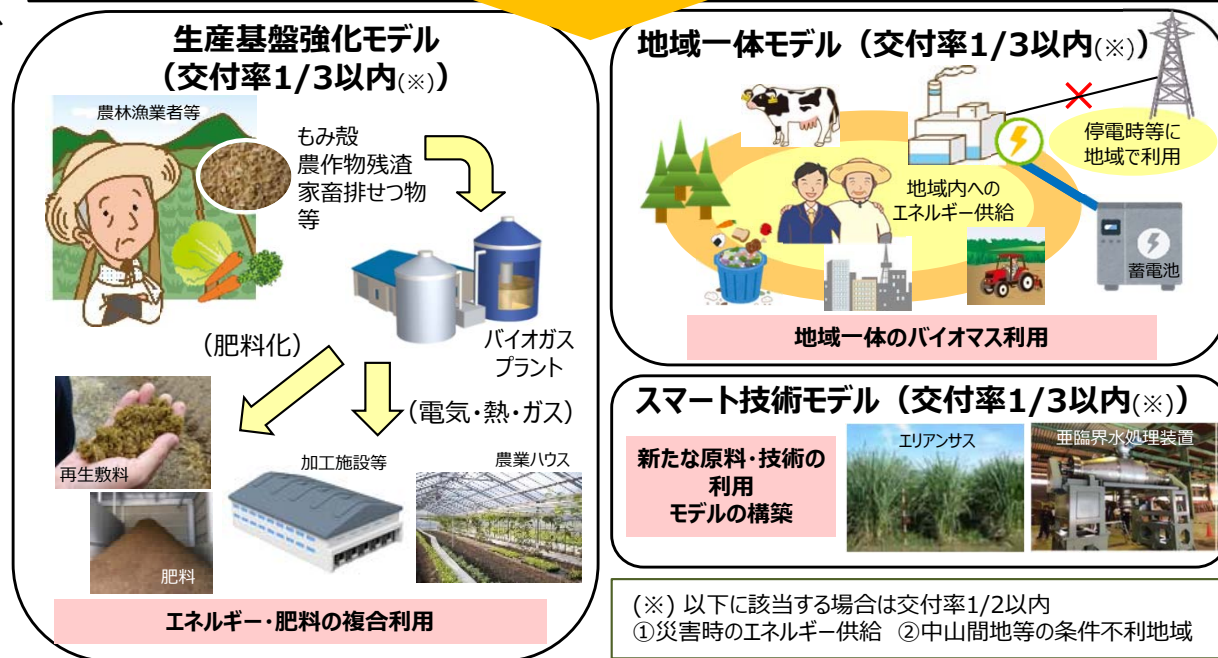 生産基盤強化モデル
（交付率1/3以内(※)）
農林漁業者等
もみ殻
農作物残渣
家畜排せつ物
等
バイオガス
プラント
（肥料化）
（電気・熱・ガス）
再生敷料
肥料
加工施設等
農業ハウス
エネルギー・肥料の複合利用
地域一体モデル（交付率1/3以内(※)）
停電時等に
地域で利用
地域内への
エネルギー供給
蓄電池
地域一体のバイオマス利用
スマート技術モデル（交付率1/3以内(※)）
新たな原料・技術の
利用
モデルの構築
エリアンサス
亜臨界水処理装置
(※) 以下に該当する場合は交付率1/2以内
①災害時のエネルギー供給 ②中山間地等の条件不利地域